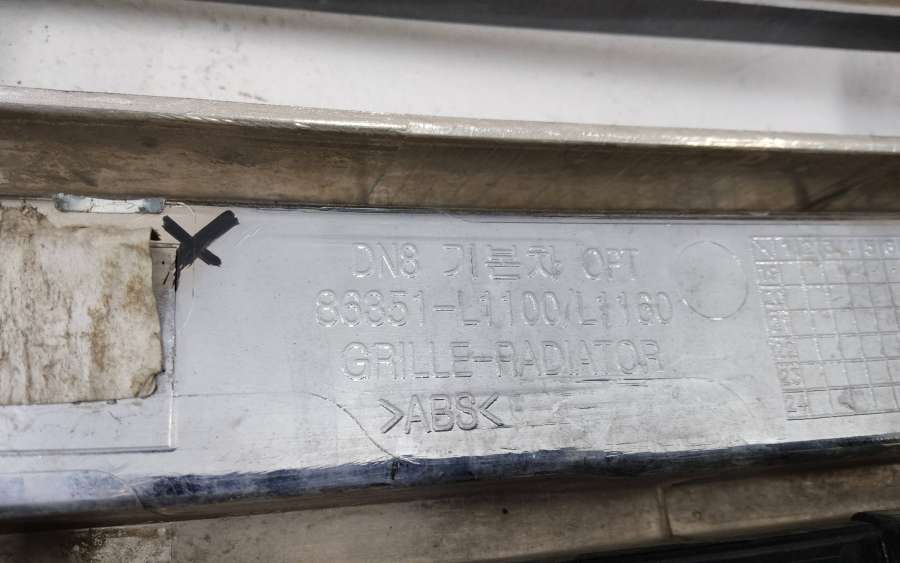 DN8 기본차 OPT
86351-L1100/L1160
GRILLE-RADIATOR
>ABS<